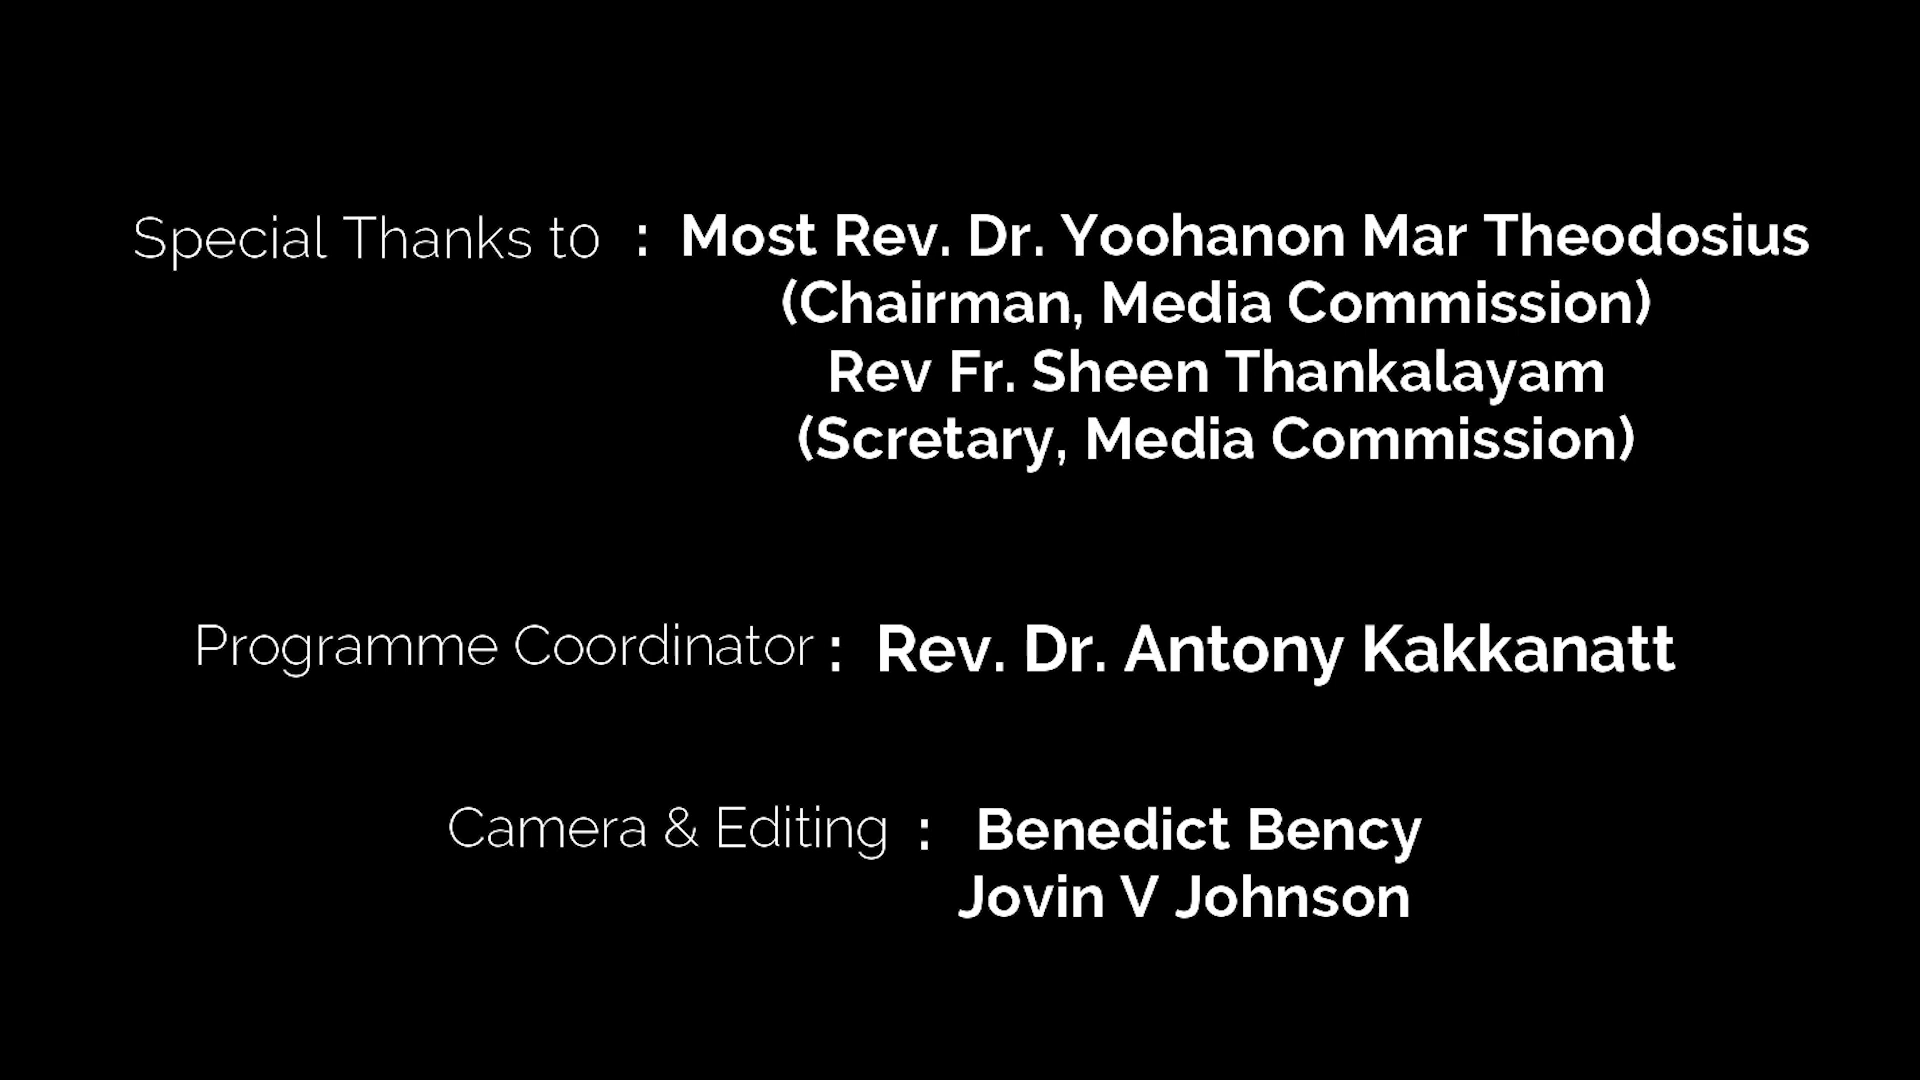 Special Thanks to : Most Rev. Dr. Yoohanon Mar Theodosius
(Chairman, Media Commission)
Rev Fr. Sheen Thankalayam
(Scretary, Media Commission)
Programme Coordinator : Rev. Dr. Antony Kakkanatt
Camera & Editing : Benedict Bency
Jovin V Johnson